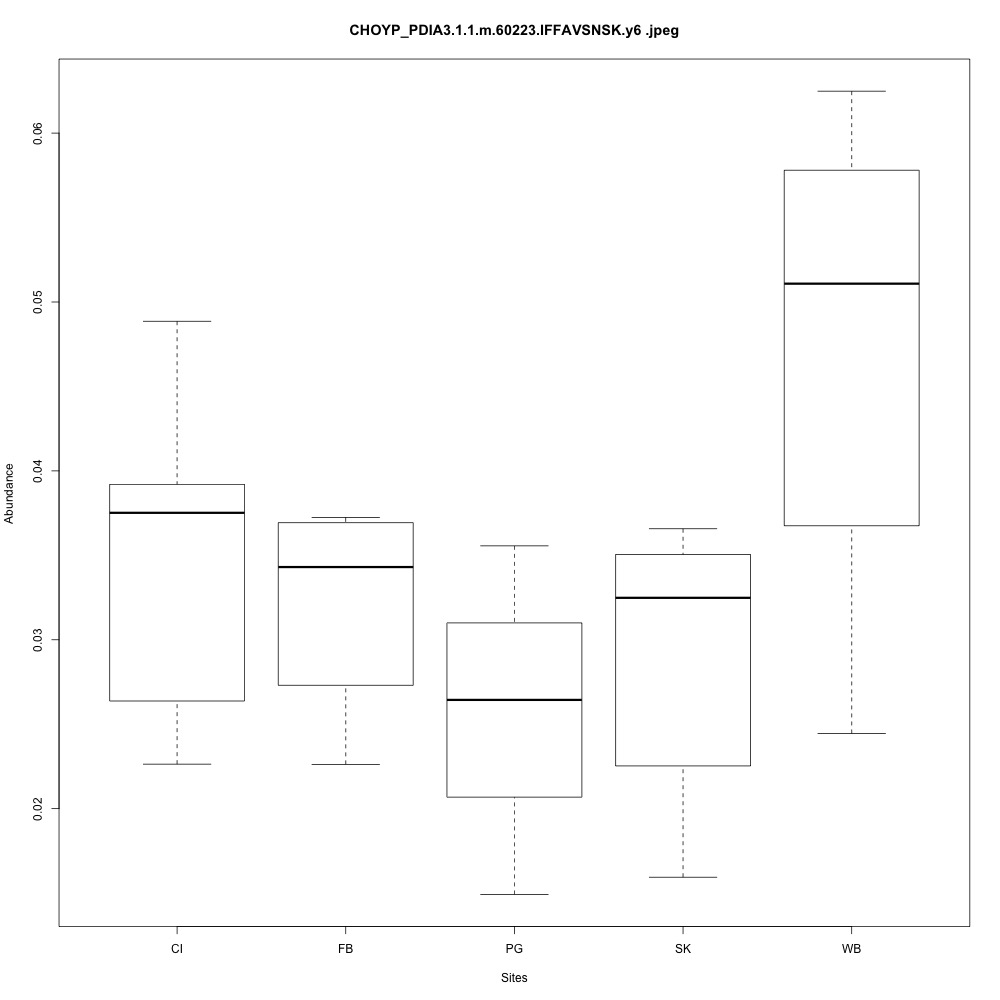 CHOYP_PDIA3.1.1.m.60223.IFFAVSNSK.y6 .jpeg
0.06
0.05
0.04
0.03
0.02
Abundance
CI FB PG SK WB
Sites